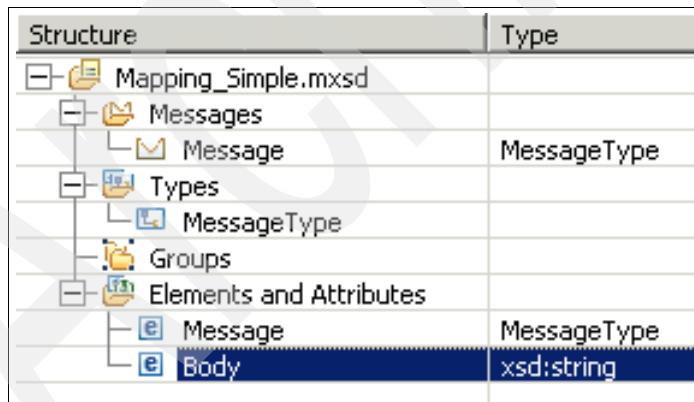 Structure Type
Mapping_Simple.mxsd
Messages
Message MessageType
Types
MessageType
Groups
Elements and Attributes
Message MessageType
Body xsd:string